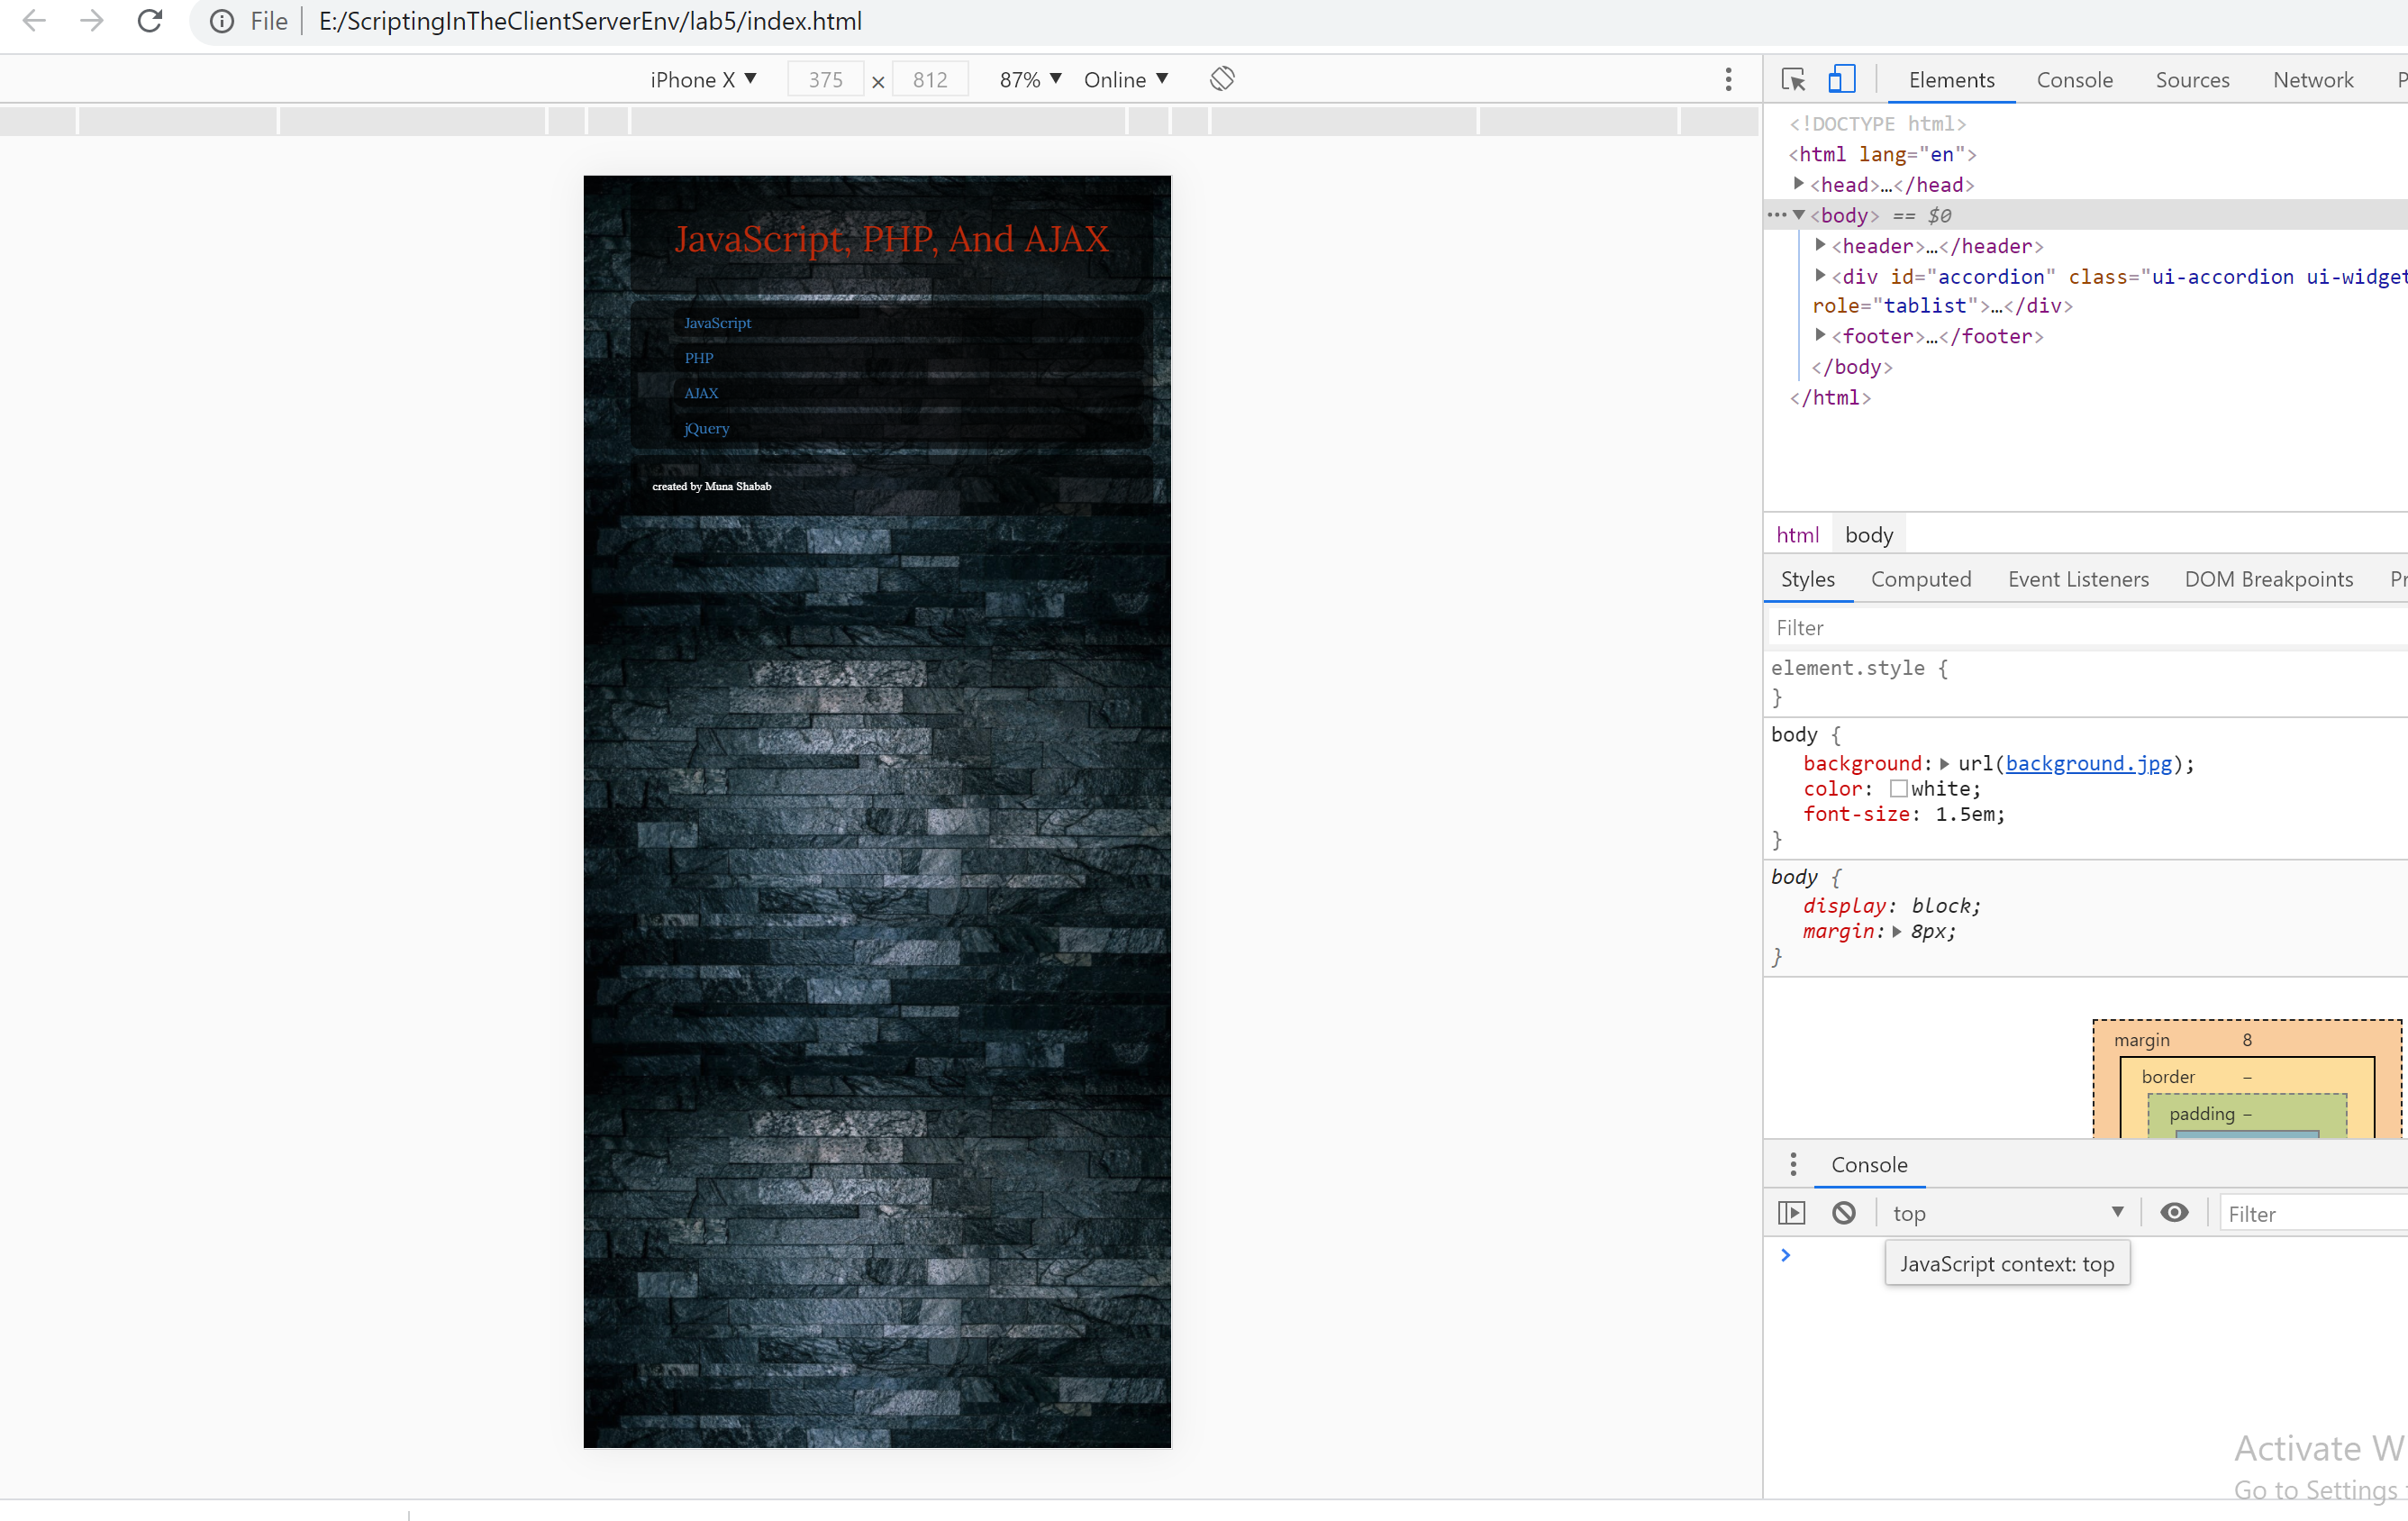 File | E:/ScriptingInTheClientServerEnv/lab5/index.html
iPhone X ▼ 375 × 812 87% ▼ Online ▼
Elements Console Sources Network
JavaScript, PHP, And AJAX
JavaScript
PHP
AJAX
jQuery
created by Muna Shabab
<!DOCTYPE html>
<html lang="en">
▶<head>…</head>
…▼<body> == $0
▶<header>…</header>
▶<div id="accordion" class="ui-accordion ui-widget
role="tablist">…</div>
▶<footer>…</footer>
</body>
</html>
html body
Styles Computed Event Listeners DOM Breakpoints
Filter
element.style {
}
body {
background:▶ url(background.jpg);
color: white;
font-size: 1.5em;
}
body {
display: block;
margin:▶ 8px;
}
margin 8
border –
padding –
Console
top ▼ Filter
>
JavaScript context: top
Activate W
Go to Settings